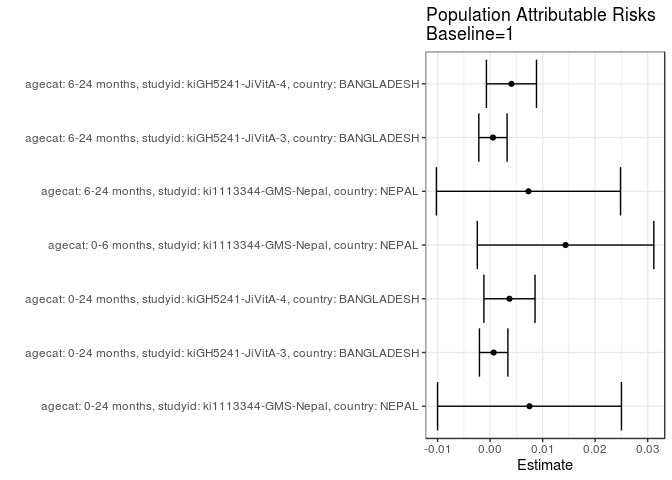 Population Attributable Risks
Baseline=1
agecat: 6-24 months, studyid: kiGH5241-JiVitA-4, country: BANGLADESH
agecat: 6-24 months, studyid: kiGH5241-JiVitA-3, country: BANGLADESH
agecat: 6-24 months, studyid: ki1113344-GMS-Nepal, country: NEPAL
agecat: 0-6 months, studyid: ki1113344-GMS-Nepal, country: NEPAL
agecat: 0-24 months, studyid: kiGH5241-JiVitA-4, country: BANGLADESH
agecat: 0-24 months, studyid: kiGH5241-JiVitA-3, country: BANGLADESH
agecat: 0-24 months, studyid: ki1113344-GMS-Nepal, country: NEPAL
-0.01 0.00 0.01 0.02 0.03
Estimate